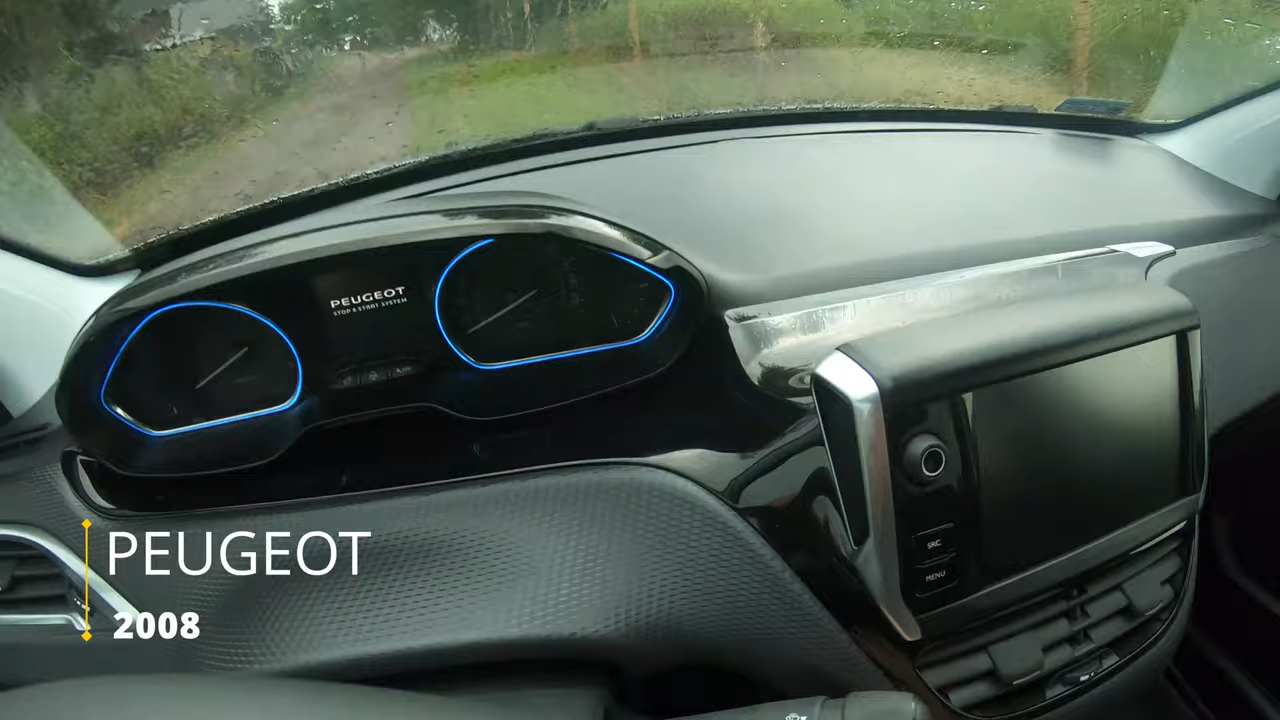 PEUGEOT
STOP & START SYSTEM
SRC
MENU
PEUGEOT
2008